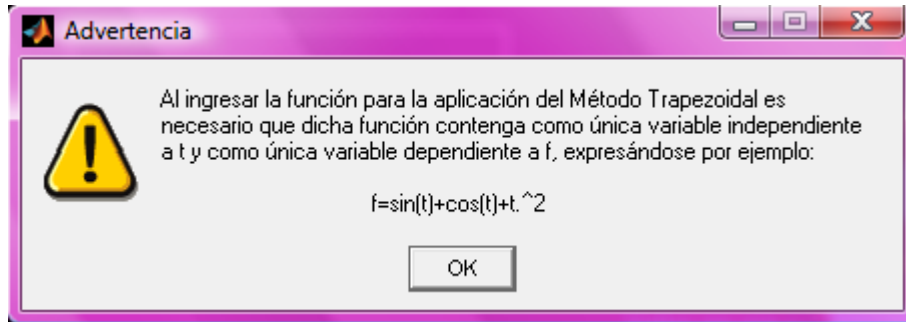 Advertencia
Al ingresar la función para la aplicación del Método Trapezoidal es
necesario que dicha función contenga como única variable independiente
a t y como única variable dependiente a f, expresándose por ejemplo:
f=sin(t)+cos(t)+t.^2
OK